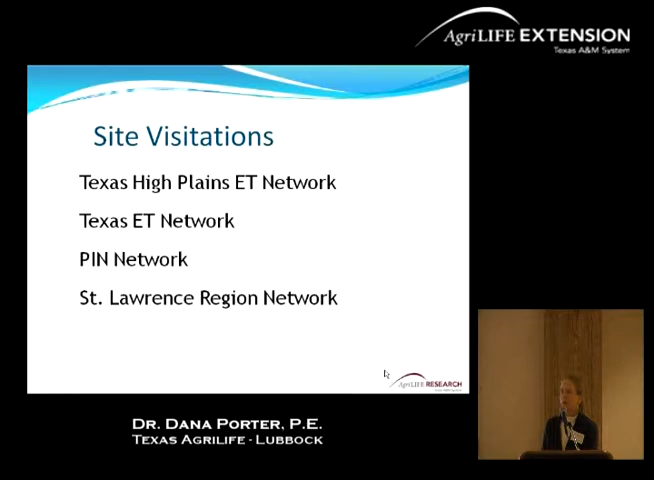 AgriLIFE EXTENSION
Texas A&M System
Site Visitations
Texas High Plains ET Network
Texas ET Network
PIN Network
St. Lawrence Region Network
AgriLIFE RESEARCH
DR. DANA PORTER, P.E.
TEXAS AGRILIFE - LUBBOCK